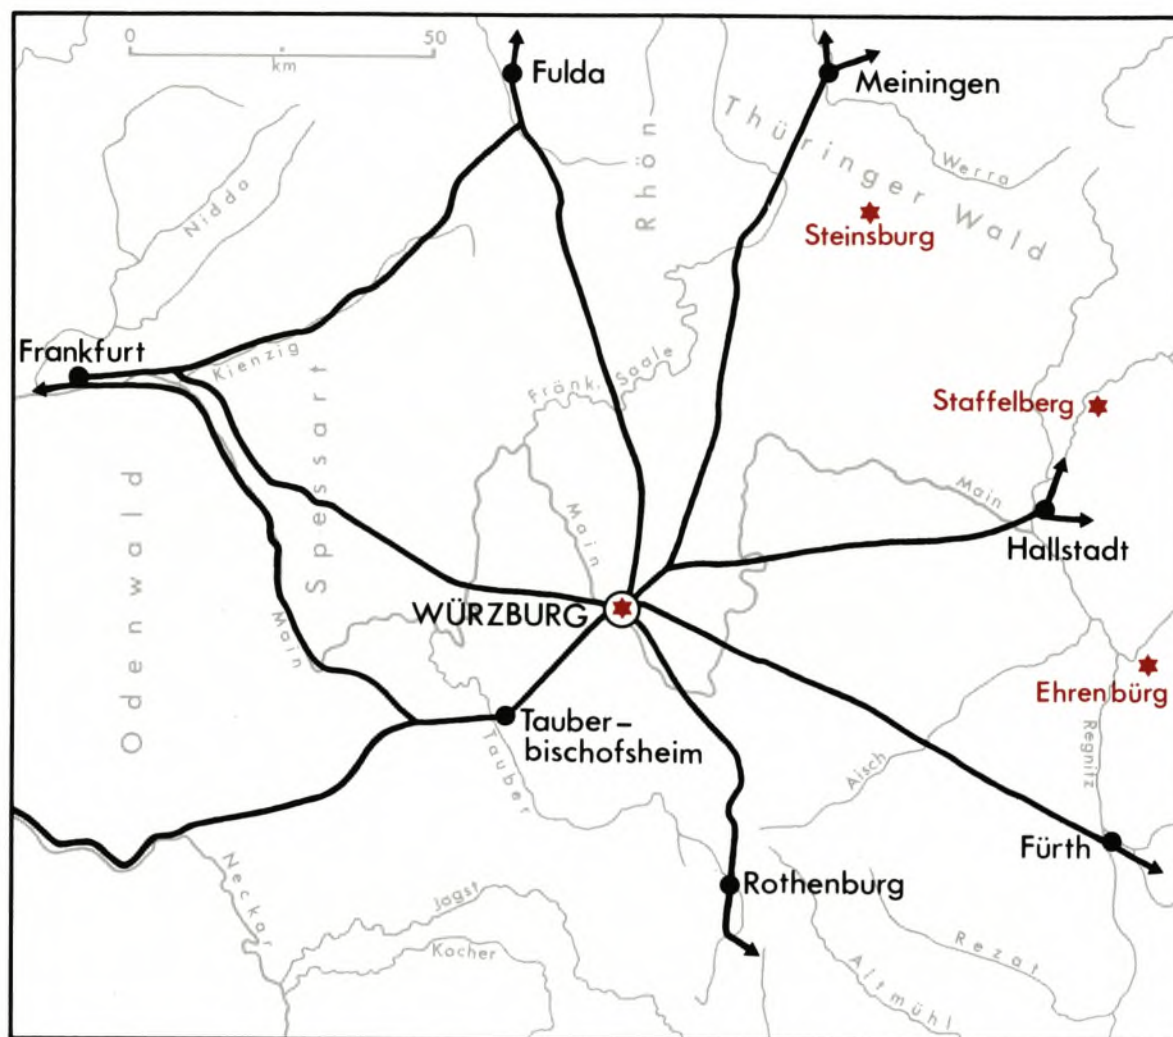 0 50
km
Fulda
Meiningen
Rhön
Thüringer Wald
Werra
Nidda
Steinsburg
Frankfurt
Kienzig
Fränk. Saale
Staffelberg
Odenwald
Spessart
Main
Main
Main
Hallstadt
WÜRZBURG
Ehrenbürg
Tauber-
bischofsheim
Tauber
Aisch
Regnitz
Fürth
Neckar
Jagst
Kocher
Rothenburg
Rezat
Altmühl